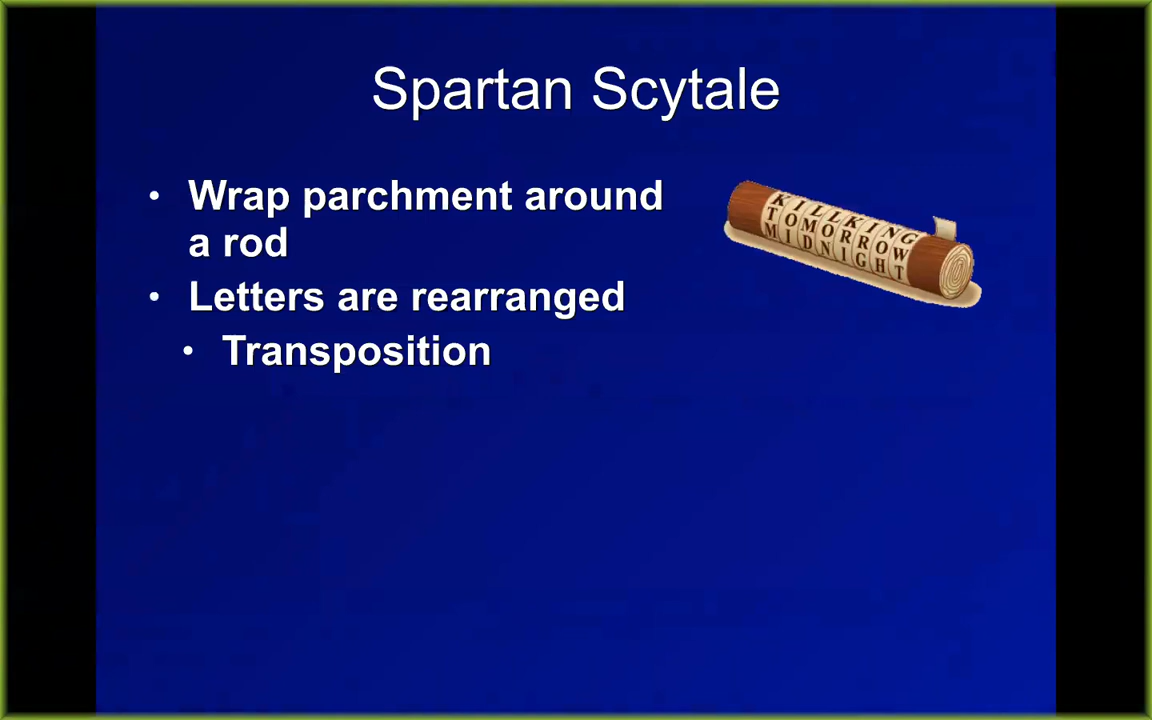 Spartan Scytale
• Wrap parchment around
a rod
• Letters are rearranged
• Transposition
KILLKING
TOMORROW
MIDNIGHT